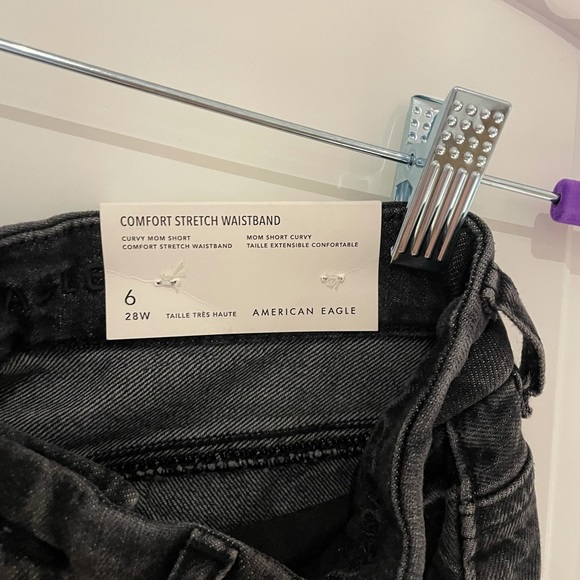 COMFORT STRETCH WAISTBAND
CURVY MOM SHORT MOM SHORT CURVY
COMFORT STRETCH WAISTBAND TAILLE EXTENSIBLE CONFORTABLE
6
28W TAILLE TRÈS HAUTE AMERICAN EAGLE